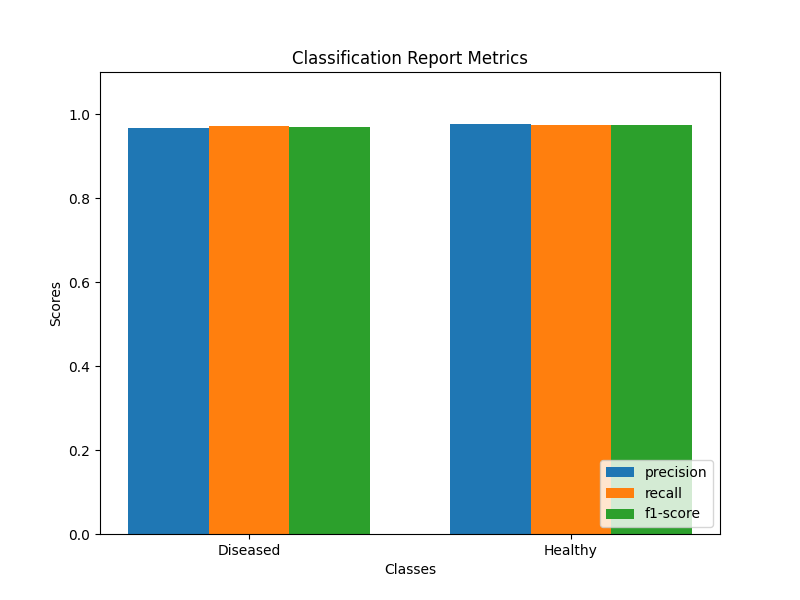 Classification Report Metrics
Scores
1.0
0.8
0.6
0.4
0.2
0.0
precision
recall
f1-score
Diseased
Healthy
Classes